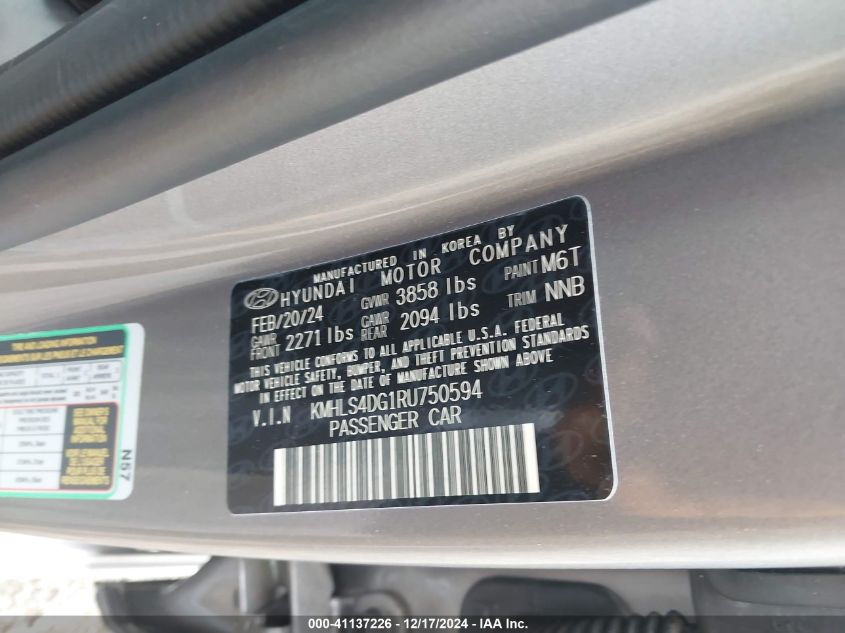 MANUFACTURED IN KOREA BY
HYUNDAI MOTOR COMPANY
FEB/20/24 GVWR 3858 lbs PAINT M6T
GAWR FRONT 2271 lbs GAWR REAR 2094 lbs TRIM NNB
THIS VEHICLE CONFORMS TO ALL APPLICABLE U.S.A. FEDERAL
MOTOR VEHICLE SAFETY, BUMPER, AND THEFT PREVENTION STANDARDS
IN EFFECT ON THE DATE OF MANUFACTURE SHOWN ABOVE
V.I.N KMHLS4DG1RU750594
PASSENGER CAR
N57
000-41137226 - 12/17/2024 - IAA Inc.